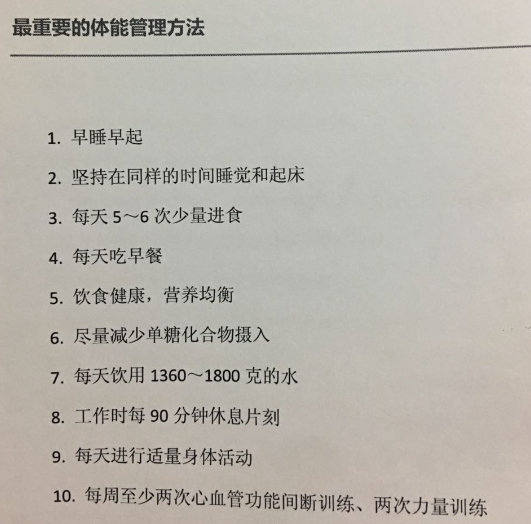 最重要的体能管理方法
1. 早睡早起
2. 坚持在同样的时间睡觉和起床
3. 每天 5～6 次少量进食
4. 每天吃早餐
5. 饮食健康，营养均衡
6. 尽量减少单糖化合物摄入
7. 每天饮用 1360～1800 克的水
8. 工作时每 90 分钟休息片刻
9. 每天进行适量身体活动
10. 每周至少两次心血管功能间断训练、两次力量训练